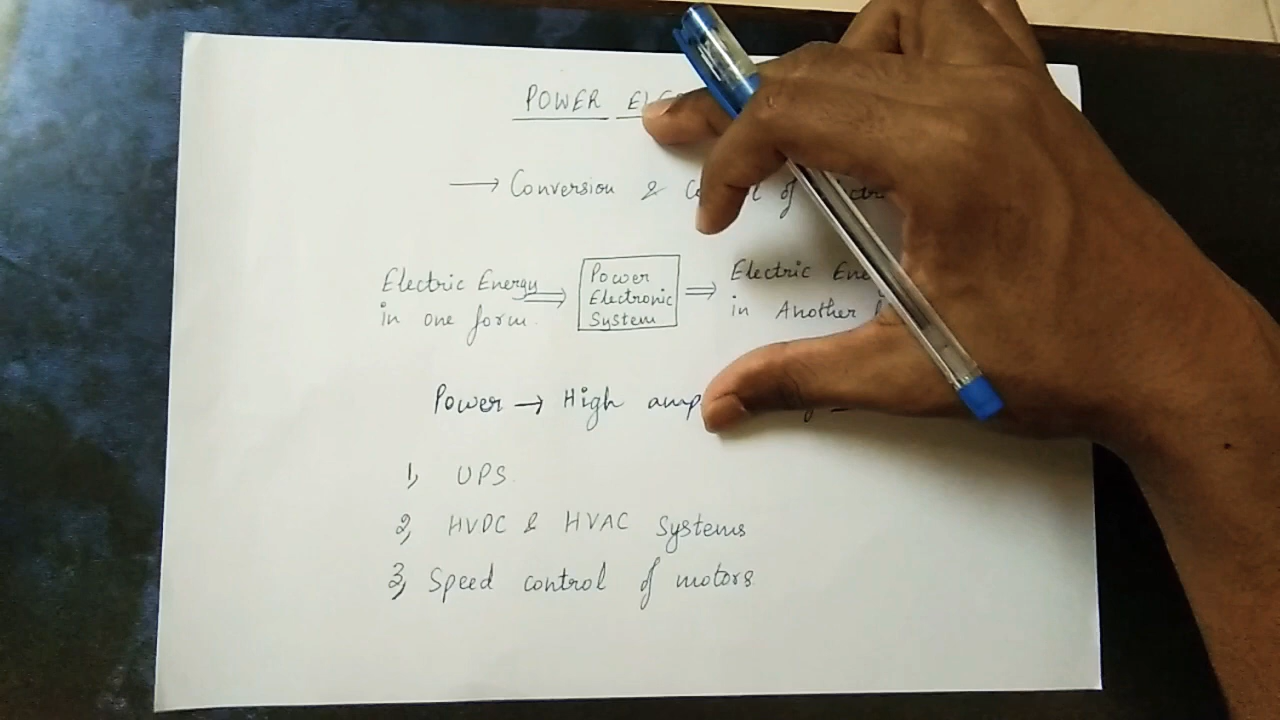 POWER
→ Conversion & of
Electric Energy in one form. ⇒ Power Electronic System ⇒ Electric in Another
Power → High
1, UPS.
2, HVDC & HVAC Systems
3, Speed control of motors